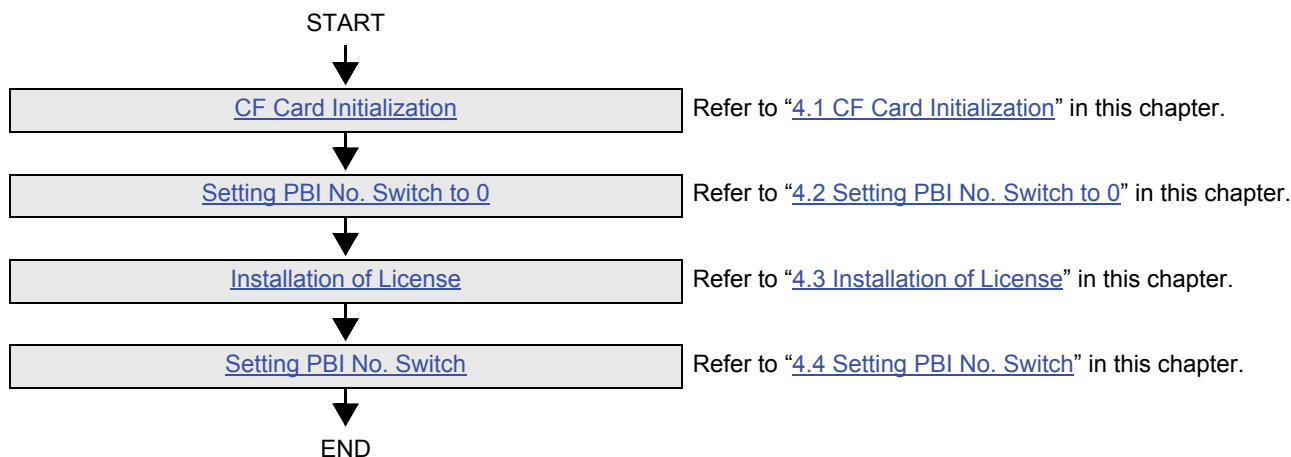 START
CF Card Initialization Refer to “4.1 CF Card Initialization” in this chapter.
Setting PBI No. Switch to 0 Refer to “4.2 Setting PBI No. Switch to 0” in this chapter.
Installation of License Refer to “4.3 Installation of License” in this chapter.
Setting PBI No. Switch Refer to “4.4 Setting PBI No. Switch” in this chapter.
END